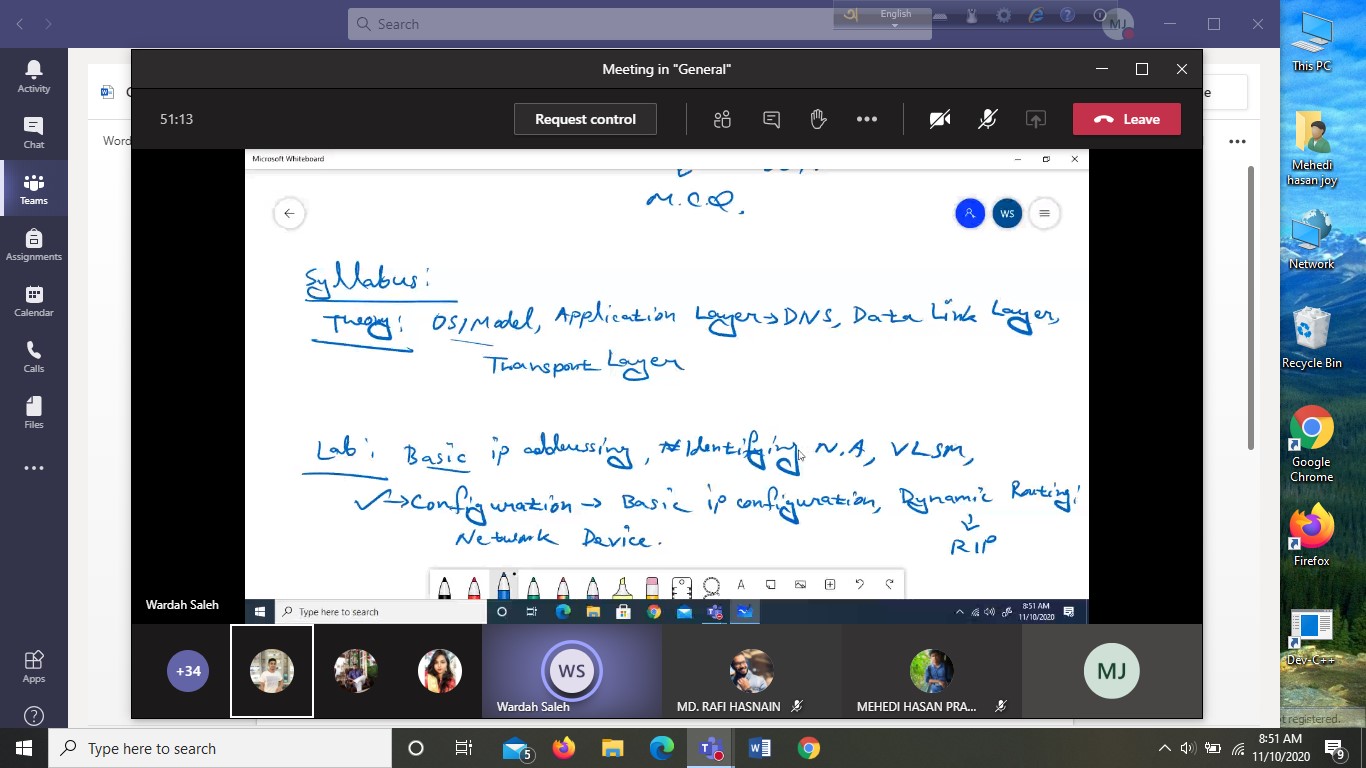 Search
English
MJ
Activity
Chat
Teams
Assignments
Calendar
Calls
Files
Apps
Word
Meeting in "General"
51:13
Request control
Leave
Microsoft Whiteboard
M.C.Q.
WS
Syllabus:
Theory: OSI Model, Application Layer → DNS, Data Link Layer,
Transport Layer
Lab: Basic ip addressing, Identifying N.A, VLSM,
→ Configuration → Basic ip configuration, Dynamic Routing:
Network Device. RIP
A
Type here to search
8:51 AM
11/10/2020
Wardah Saleh
+34
WS
Wardah Saleh
MD. RAFI HASNAIN
MEHEDI HASAN PRA...
MJ
This PC
Mehedi
hasan joy
Network
Recycle Bin
Google
Chrome
Firefox
Dev-C++
Type here to search
5
8:51 AM
11/10/2020
9